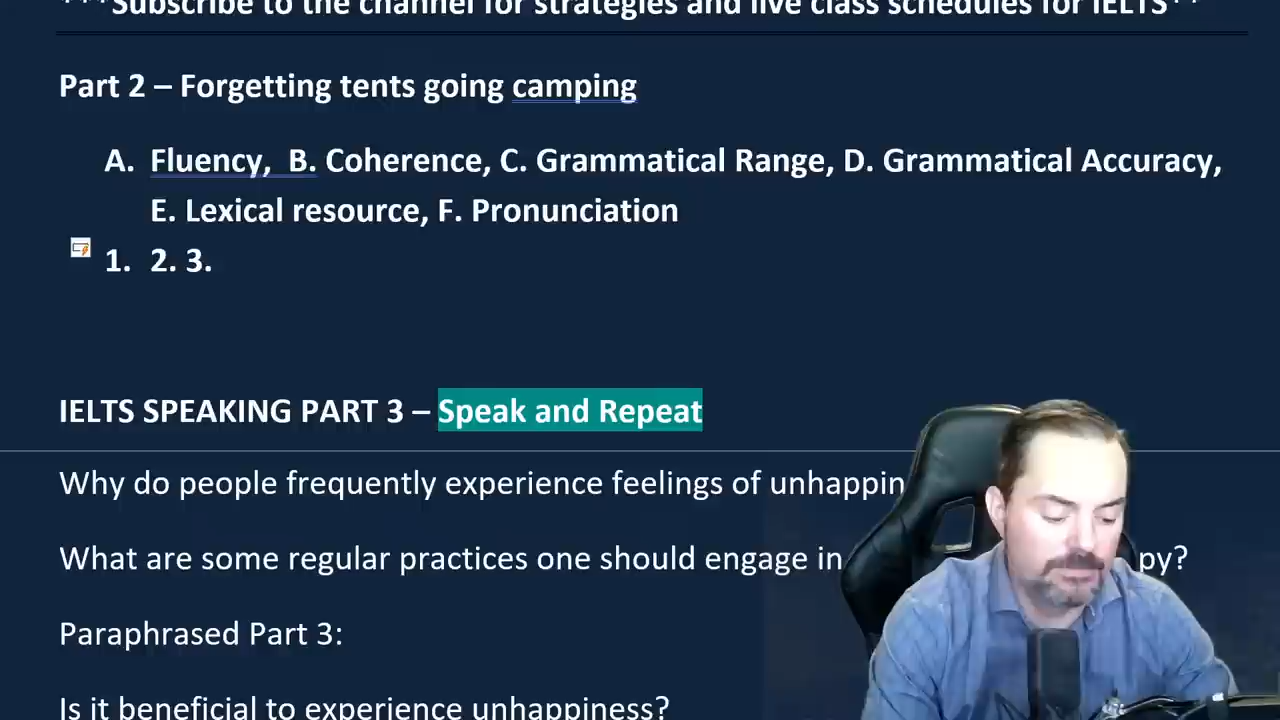 ***Subscribe to the channel for strategies and live class schedules for IELTS**
Part 2 – Forgetting tents going camping
A. Fluency, B. Coherence, C. Grammatical Range, D. Grammatical Accuracy,
E. Lexical resource, F. Pronunciation
1. 2. 3.
IELTS SPEAKING PART 3 – Speak and Repeat
Why do people frequently experience feelings of unhappin
What are some regular practices one should engage in py?
Paraphrased Part 3:
Is it beneficial to experience unhappiness?